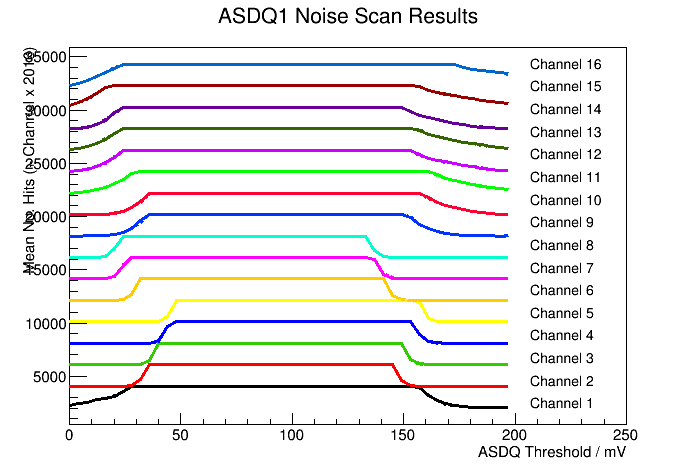 ASDQ1 Noise Scan Results
Mean No. Hits (+ Channel x 2013)
35000
30000
25000
20000
15000
10000
5000
Channel 16
Channel 15
Channel 14
Channel 13
Channel 12
Channel 11
Channel 10
Channel 9
Channel 8
Channel 7
Channel 6
Channel 5
Channel 4
Channel 3
Channel 2
Channel 1
0 50 100 150 200 250
ASDQ Threshold / mV